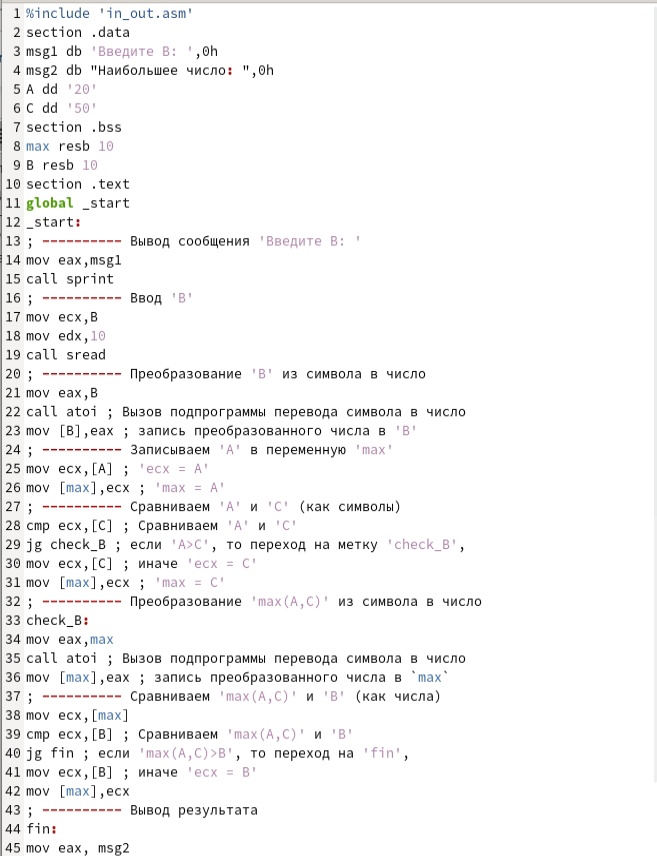 1 %include 'in_out.asm'
2 section .data
3 msg1 db 'Введите B: ',0h
4 msg2 db "Наибольшее число: ",0h
5 A dd '20'
6 C dd '50'
7 section .bss
8 max resb 10
9 B resb 10
10 section .text
11 global _start
12 _start:
13 ; ---------- Вывод сообщения 'Введите B: '
14 mov eax,msg1
15 call sprint
16 ; ---------- Ввод 'B'
17 mov ecx,B
18 mov edx,10
19 call sread
20 ; ---------- Преобразование 'B' из символа в число
21 mov eax,B
22 call atoi ; Вызов подпрограммы перевода символа в число
23 mov [B],eax ; запись преобразованного числа в 'B'
24 ; ---------- Записываем 'A' в переменную 'max'
25 mov ecx,[A] ; 'ecx = A'
26 mov [max],ecx ; 'max = A'
27 ; ---------- Сравниваем 'A' и 'С' (как символы)
28 cmp ecx,[C] ; Сравниваем 'A' и 'С'
29 jg check_B ; если 'A>C', то переход на метку 'check_B',
30 mov ecx,[C] ; иначе 'ecx = C'
31 mov [max],ecx ; 'max = C'
32 ; ---------- Преобразование 'max(A,C)' из символа в число
33 check_B:
34 mov eax,max
35 call atoi ; Вызов подпрограммы перевода символа в число
36 mov [max],eax ; запись преобразованного числа в `max`
37 ; ---------- Сравниваем 'max(A,C)' и 'B' (как числа)
38 mov ecx,[max]
39 cmp ecx,[B] ; Сравниваем 'max(A,C)' и 'B'
40 jg fin ; если 'max(A,C)>B', то переход на 'fin',
41 mov ecx,[B] ; иначе 'ecx = B'
42 mov [max],ecx
43 ; ---------- Вывод результата
44 fin:
45 mov eax, msg2